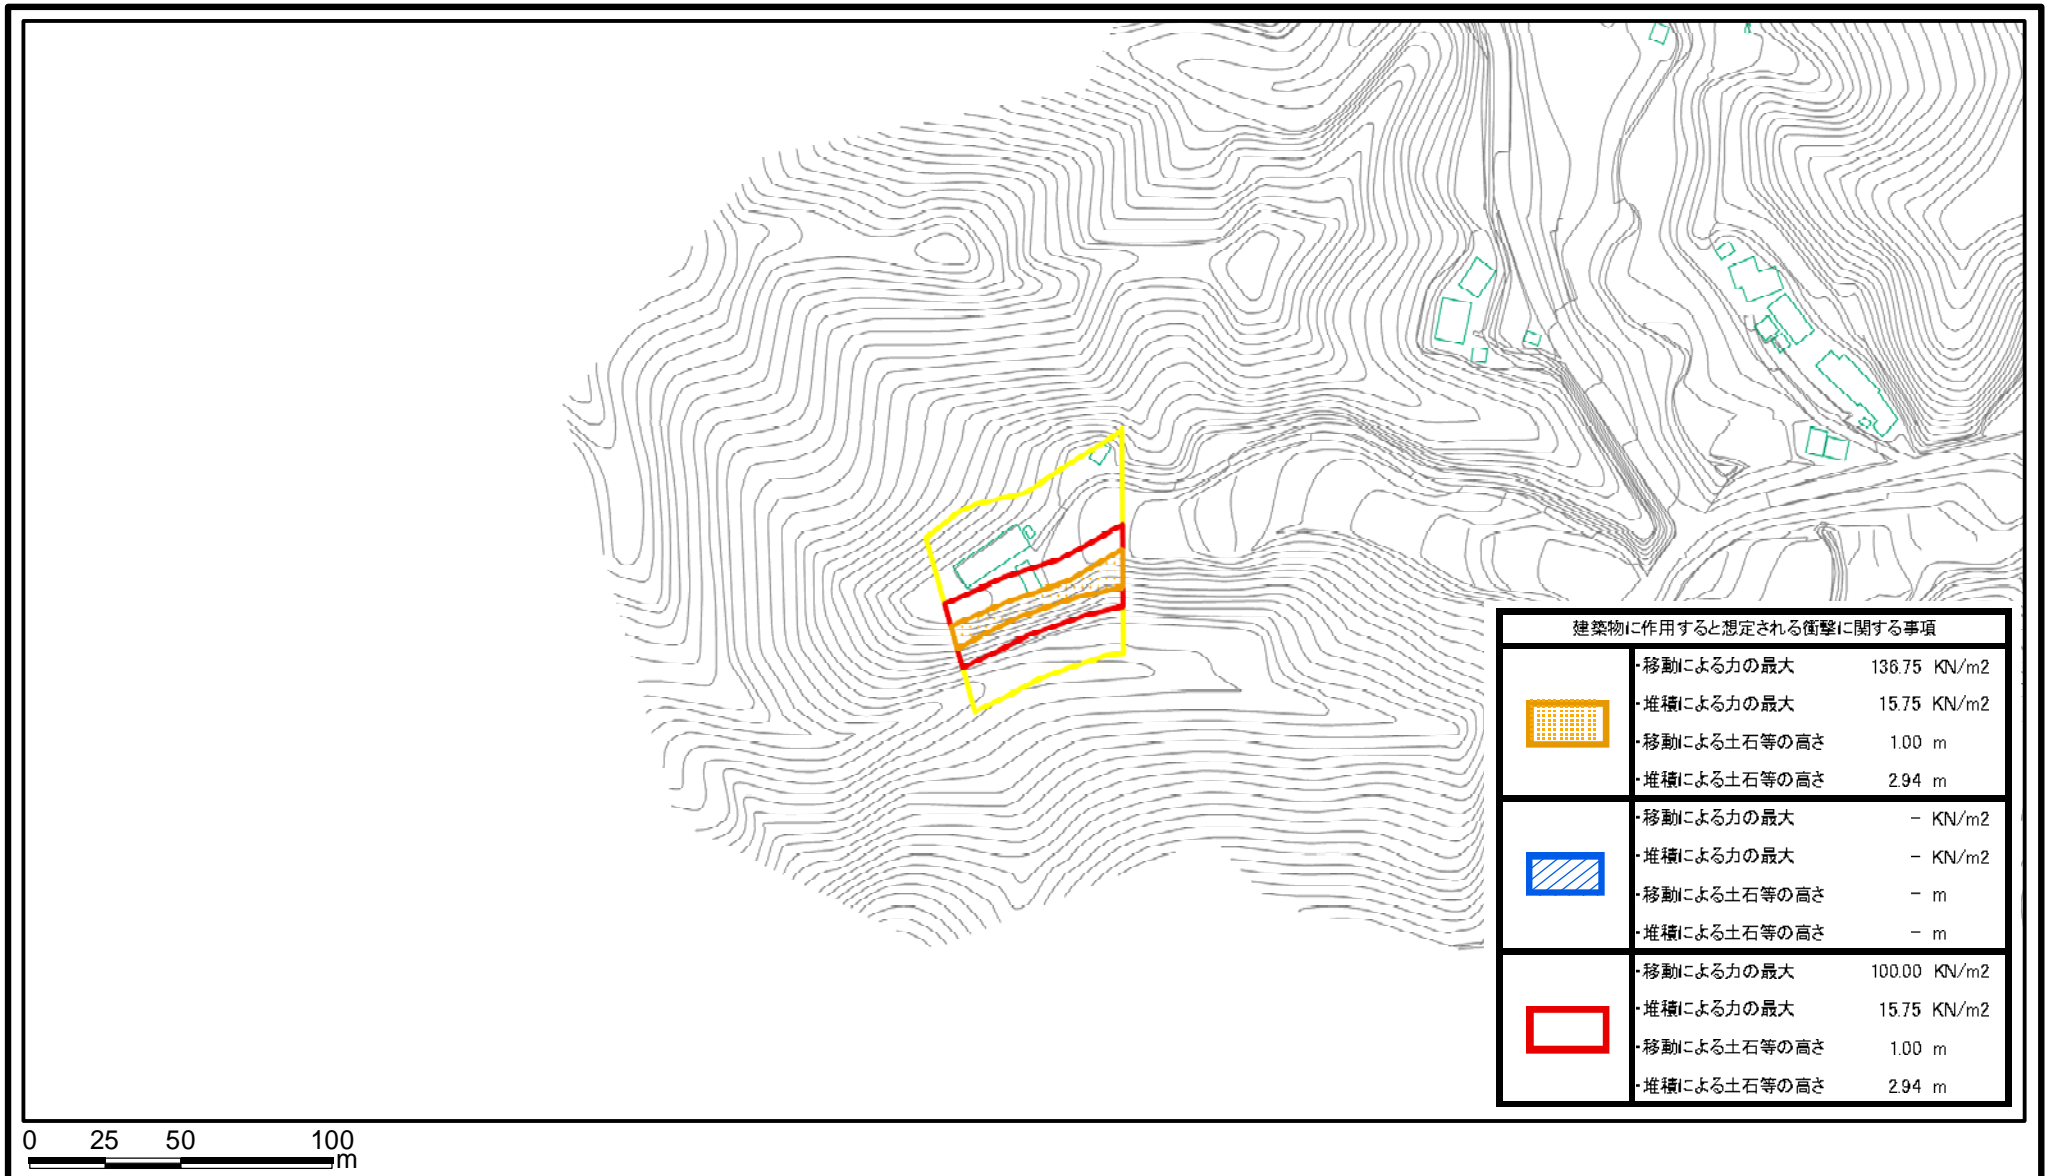 建築物に作用すると想定される衝撃に関する事項
・移動による力の最大 136.75 KN/m2
・堆積による力の最大 15.75 KN/m2
・移動による土石等の高さ 1.00 m
・堆積による土石等の高さ 2.94 m
・移動による力の最大 - KN/m2
・堆積による力の最大 - KN/m2
・移動による土石等の高さ - m
・堆積による土石等の高さ - m
・移動による力の最大 100.00 KN/m2
・堆積による力の最大 15.75 KN/m2
・移動による土石等の高さ 1.00 m
・堆積による土石等の高さ 2.94 m
0 25 50 100
m